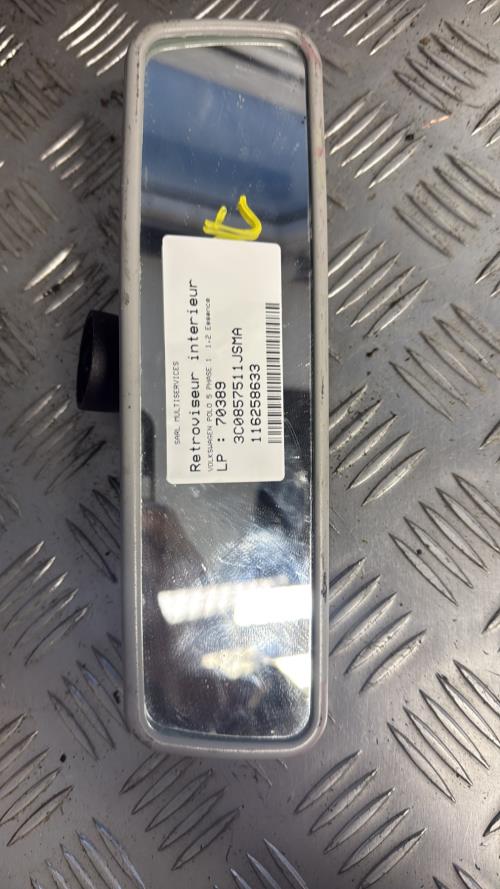 SARL MULTISERVICES
Retroviseur interieur
VOLKSWAGEN POLO 5 PHASE 1 1.2 Essence
LP : 70389
3C0857511JSMA
116258633